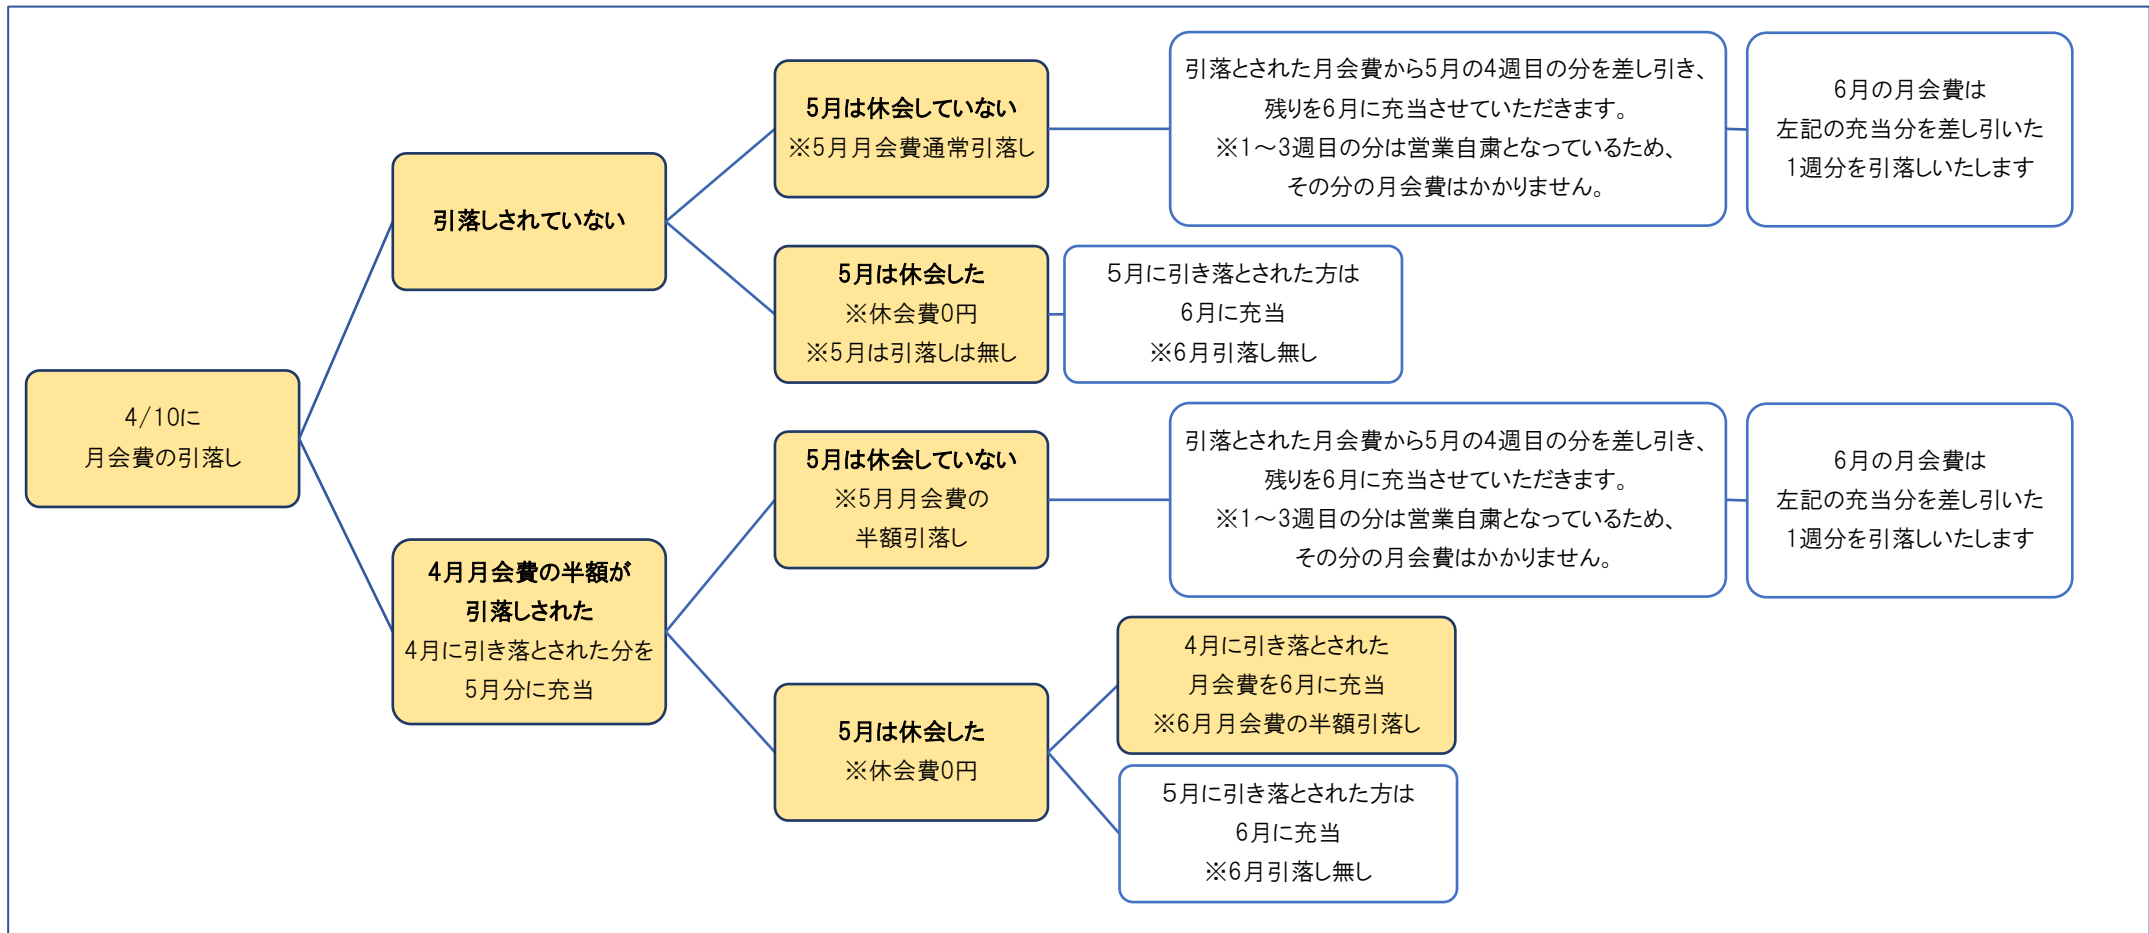 4/10に
月会費の引落し
引落しされていない
5月は休会していない
※5月月会費通常引落し
引落とされた月会費から5月の4週目の分を差し引き、
残りを6月に充当させていただきます。
※1～3週目の分は営業自粛となっているため、
その分の月会費はかかりません。
6月の月会費は
左記の充当分を差し引いた
1週分を引落しいたします
5月は休会した
※休会費0円
※5月は引落しは無し
５月に引き落とされた方は
6月に充当
※6月引落し無し
4月月会費の半額が
引落しされた
4月に引き落とされた分を
5月分に充当
5月は休会していない
※5月月会費の
半額引落し
引落とされた月会費から5月の4週目の分を差し引き、
残りを6月に充当させていただきます。
※1～3週目の分は営業自粛となっているため、
その分の月会費はかかりません。
6月の月会費は
左記の充当分を差し引いた
1週分を引落しいたします
5月は休会した
※休会費0円
4月に引き落とされた
月会費を6月に充当
※6月月会費の半額引落し
５月に引き落とされた方は
6月に充当
※6月引落し無し